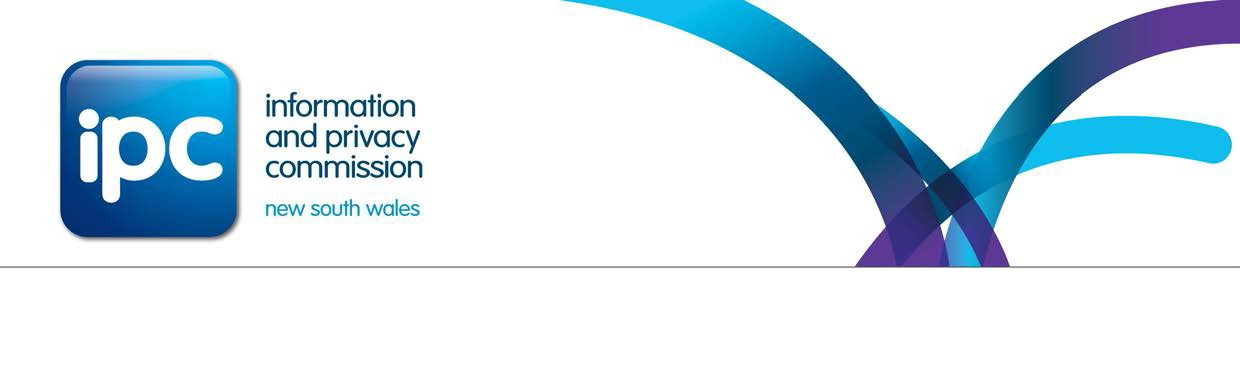 ipc
information
and privacy
commission
new south wales